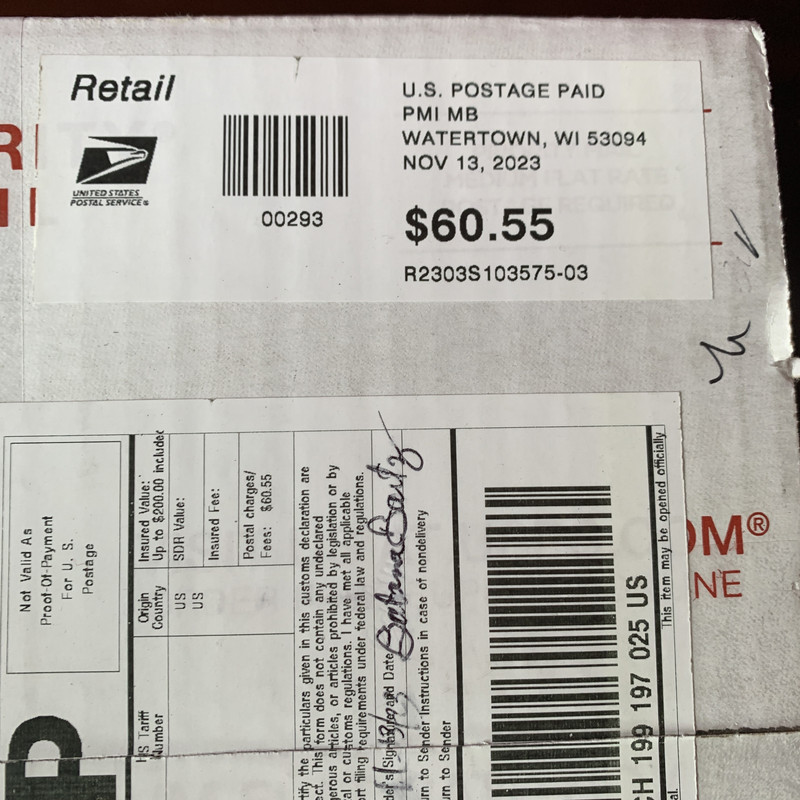 Retail
UNITED STATES
POSTAL SERVICE®
00293
U.S. POSTAGE PAID
PMI MB
WATERTOWN, WI 53094
NOV 13, 2023
$60.55
R2303S103575-03
Not Valid As
Proof-Of-Payment
For U. S.
Postage
Insured Value:
Up to $200.00 include
SDR Value:
Insured Fee:
Postal charges/
Fees: $60.55
Origin
Country
US
US
Tariff
Number
particulars given in this customs declaration are
This form does not contain any undeclared
articles, or articles prohibited by legislation or by
or customs regulations. I have met all applicable
filing requirements under federal law and regulations.
Signature and Date
Sender Instructions in case of nondelivery
to Sender
199 197 025 US
This item may be opened officially
OM®
NE